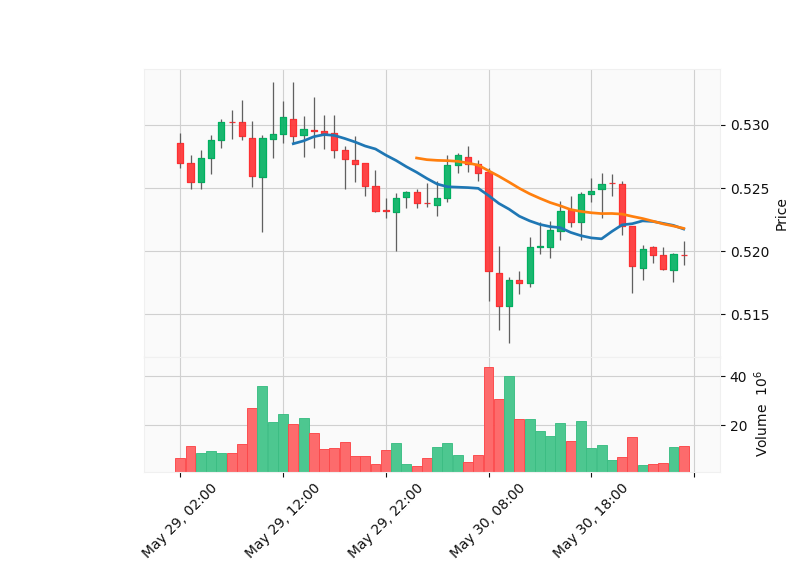 0.530
0.525
0.520
0.515
Price
40
20
Volume 10⁶
May 29, 02:00
May 29, 12:00
May 29, 22:00
May 30, 08:00
May 30, 18:00